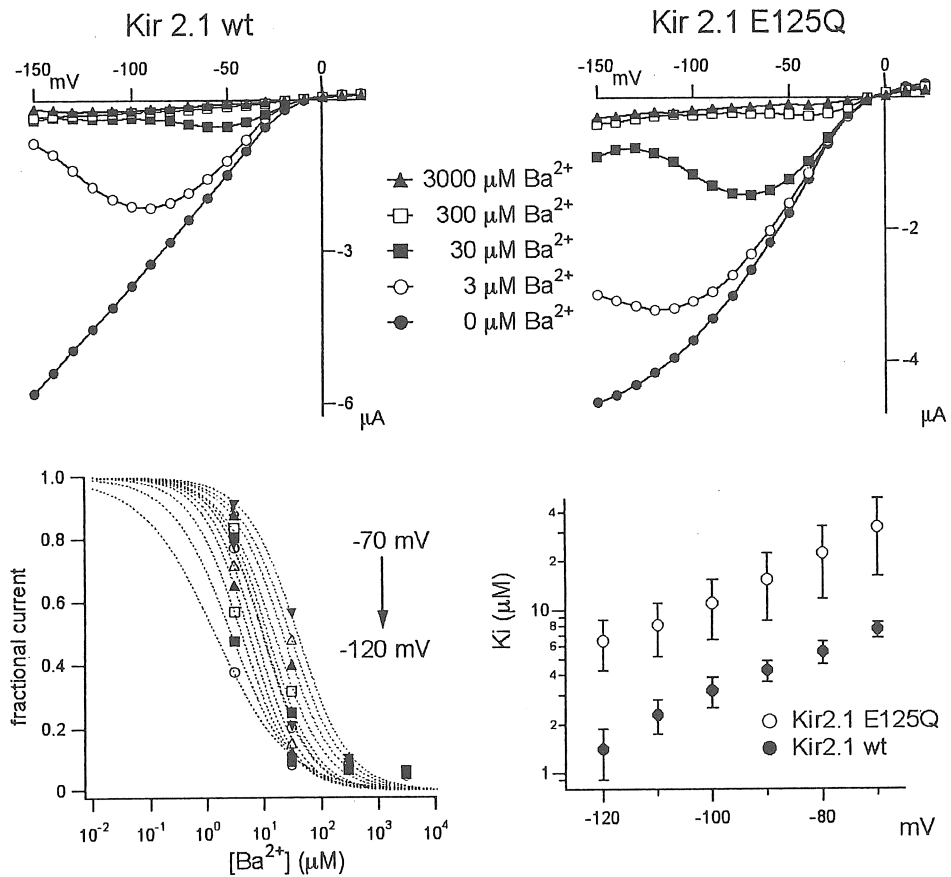 Kir 2.1 wt
-150
-100
-50
0
mV
-3
-6
μA
Kir 2.1 E125Q
-150
-100
-50
0
mV
-2
-4
μA
3000 μM Ba²⁺
300 μM Ba²⁺
30 μM Ba²⁺
3 μM Ba²⁺
0 μM Ba²⁺
fractional current
1.0
0.8
0.6
0.4
0.2
0
-70 mV
-120 mV
10⁻²
10⁻¹
10⁰
10¹
10²
10³
10⁴
[Ba²⁺] (μM)
Ki (μM)
4
2
10
8
6
4
2
1
Kir2.1 E125Q
Kir2.1 wt
-120
-100
-80
mV